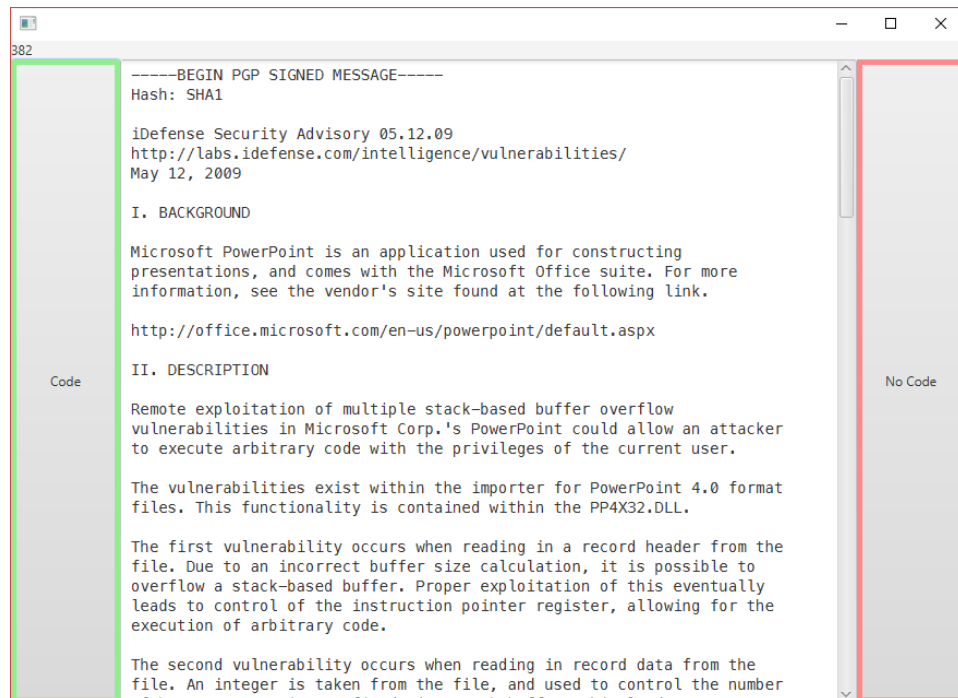 382
-----BEGIN PGP SIGNED MESSAGE-----
Hash: SHA1
iDefense Security Advisory 05.12.09
http://labs.idefense.com/intelligence/vulnerabilities/
May 12, 2009
I. BACKGROUND
Microsoft PowerPoint is an application used for constructing
presentations, and comes with the Microsoft Office suite. For more
information, see the vendor's site found at the following link.
http://office.microsoft.com/en-us/powerpoint/default.aspx
II. DESCRIPTION
Code
No Code
Remote exploitation of multiple stack-based buffer overflow
vulnerabilities in Microsoft Corp.'s PowerPoint could allow an attacker
to execute arbitrary code with the privileges of the current user.
The vulnerabilities exist within the importer for PowerPoint 4.0 format
files. This functionality is contained within the PP4X32.DLL.
The first vulnerability occurs when reading in a record header from the
file. Due to an incorrect buffer size calculation, it is possible to
overflow a stack-based buffer. Proper exploitation of this eventually
leads to control of the instruction pointer register, allowing for the
execution of arbitrary code.
The second vulnerability occurs when reading in record data from the
file. An integer is taken from the file, and used to control the number